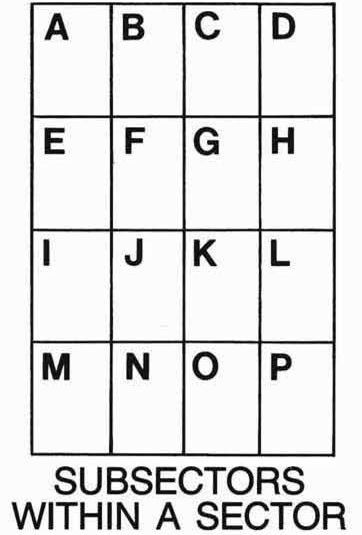 A B C D
E F G H
I J K L
M N O P
SUBSECTORS
WITHIN A SECTOR